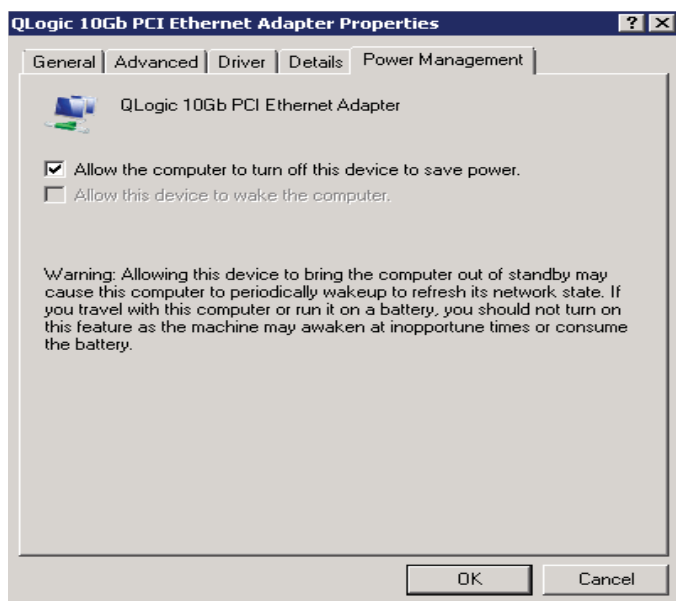 QLogic 10Gb PCI Ethernet Adapter Properties
General Advanced Driver Details Power Management
QLogic 10Gb PCI Ethernet Adapter
Allow the computer to turn off this device to save power.
Allow this device to wake the computer.
Warning: Allowing this device to bring the computer out of standby may
cause this computer to periodically wakeup to refresh its network state. If
you travel with this computer or run it on a battery, you should not turn on
this feature as the machine may awaken at inopportune times or consume
the battery.
OK Cancel